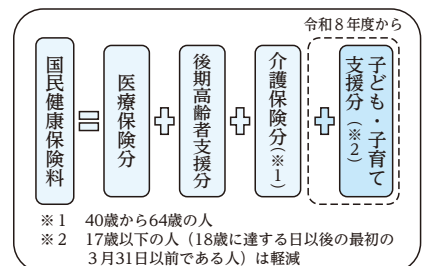 令和８年度から
国民健康保険料
＝
医療保険分
＋
後期高齢者支援分
＋
介護保険分（※１）
＋
子ども・子育て
支援分（※２）
※１　40歳から64歳の人
※２　17歳以下の人（18歳に達する日以後の最初の
３月31日以前である人）は軽減